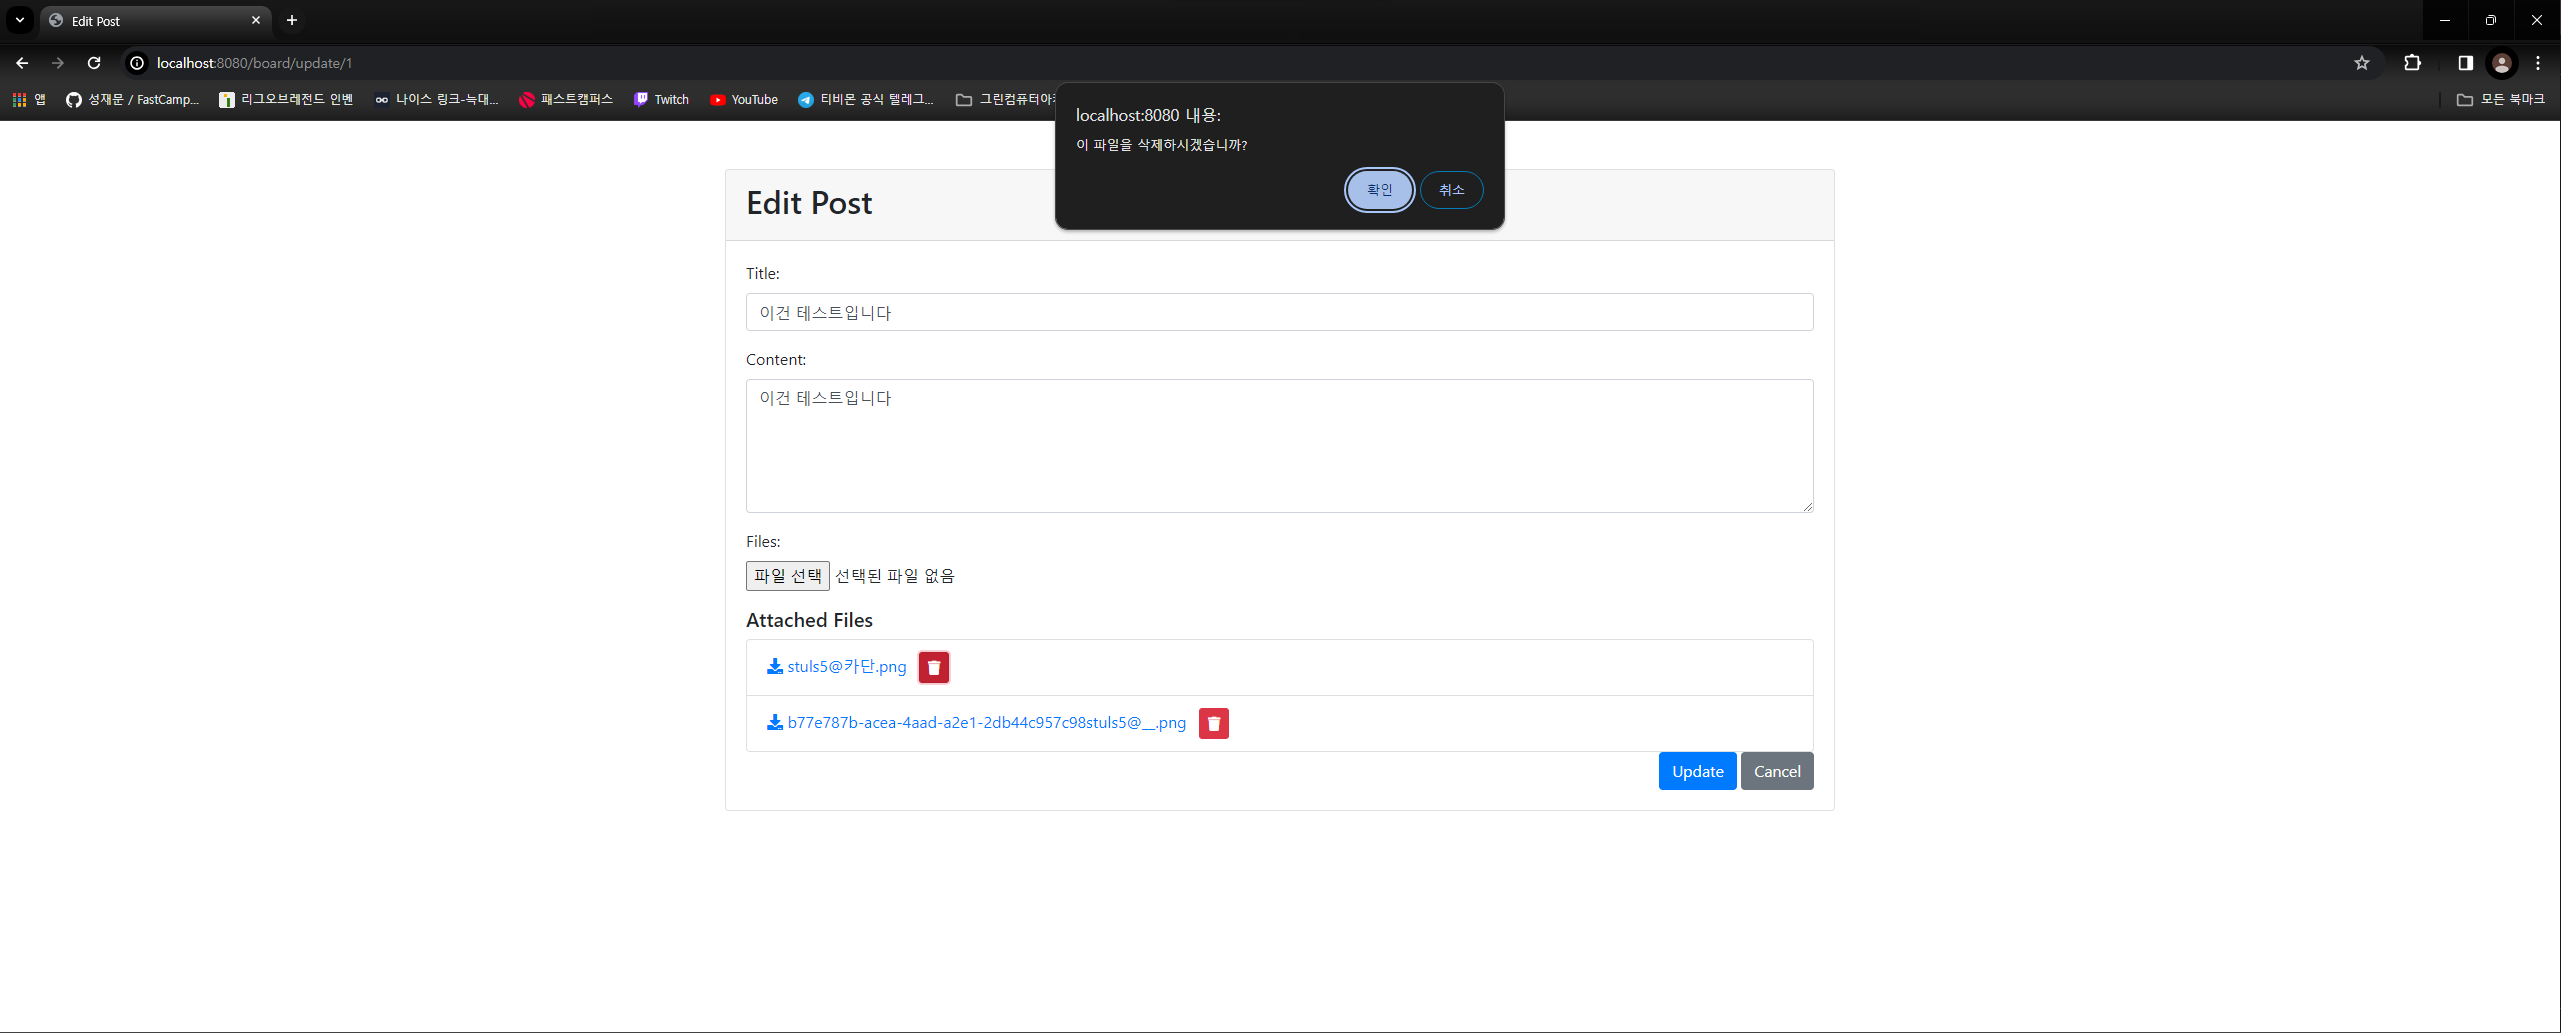 Edit Post
localhost:8080/board/update/1
앱
성재문 / FastCamp...
리그오브레전드 인벤
나이스 링크-늑대...
패스트캠퍼스
Twitch
YouTube
티비몬 공식 텔레그...
그린컴퓨터아
모든 북마크
localhost:8080 내용:
이 파일을 삭제하시겠습니까?
확인 취소
Edit Post
Title:
이건 테스트입니다
Content:
이건 테스트입니다
Files:
파일 선택 선택된 파일 없음
Attached Files
stuls5@카단.png
b77e787b-acea-4aad-a2e1-2db44c957c98stuls5@__.png
Update Cancel